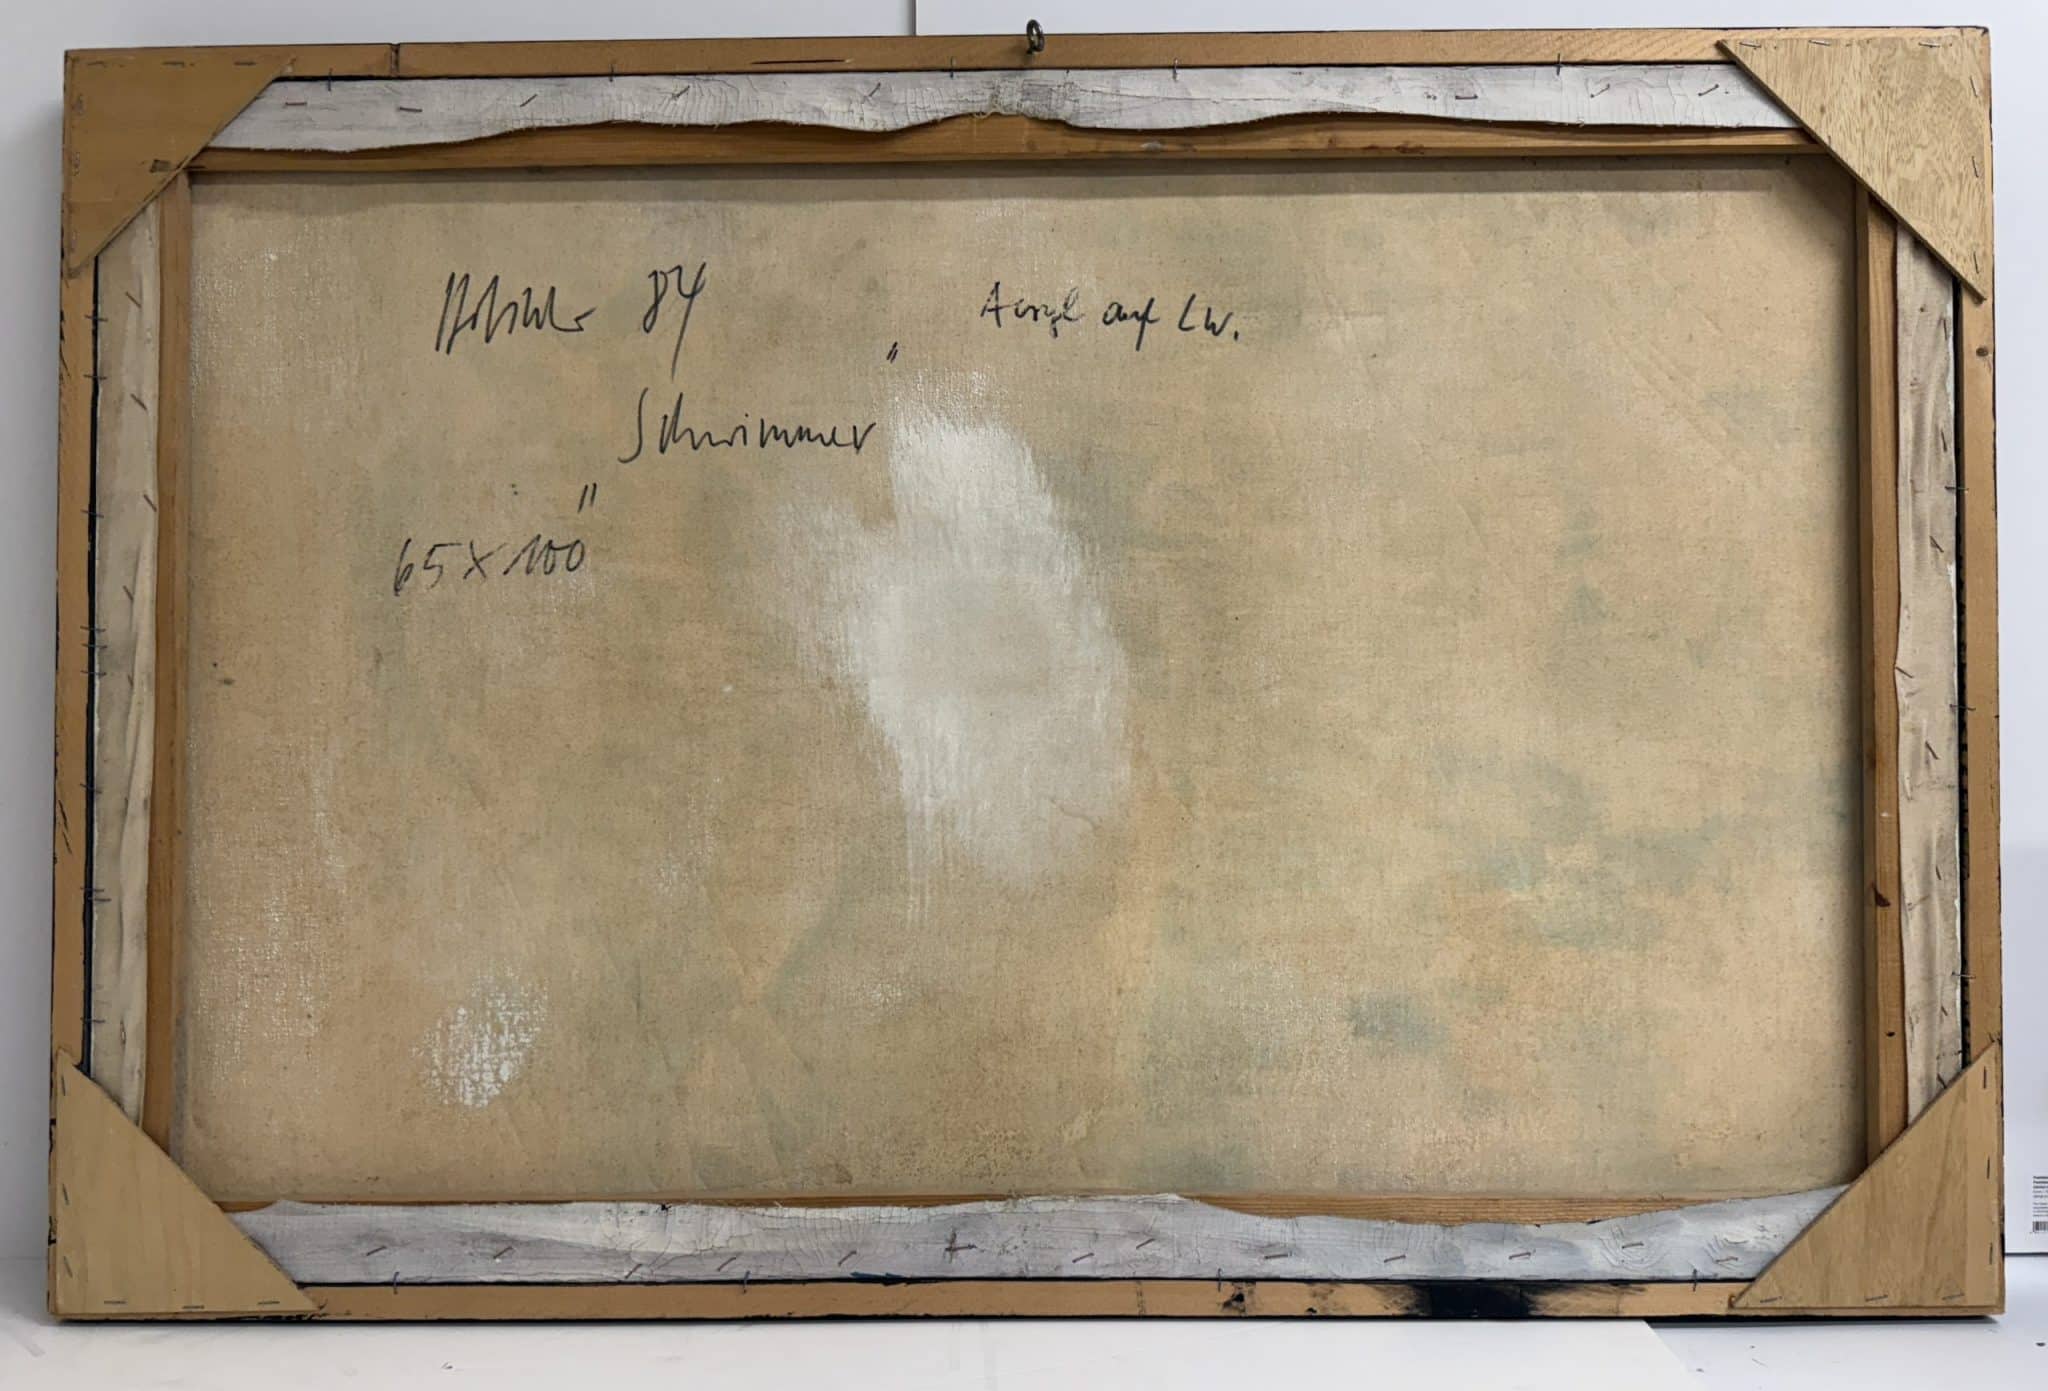 84 Acryl auf LW.
" Schwimmer "
65 x 100